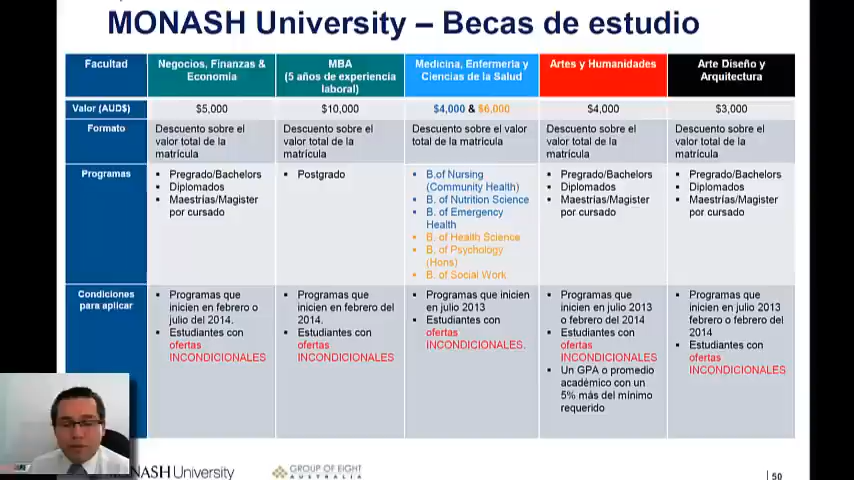 MONASH University – Becas de estudio
Facultad
Negocios, Finanzas &
Economía
MBA
(5 años de experiencia
laboral)
Medicina, Enfermería y
Ciencias de la Salud
Artes y Humanidades
Arte Diseño y
Arquitectura
Valor (AUD$)
$5,000
$10,000
$4,000 & $6,000
$4,000
$3,000
Formato
Descuento sobre el
valor total de la
matrícula
Descuento sobre el
valor total de la
matrícula
Descuento sobre el valor
total de la matrícula
Descuento sobre el
valor total de la
matrícula
Descuento sobre el
valor total de la
matrícula
Programas
Pregrado/Bachelors
Diplomados
Maestrías/Magister
por cursado
Postgrado
B.of Nursing
(Community Health)
B. of Nutrition Science
B. of Emergency
Health
B. of Health Science
B. of Psychology
(Hons)
B. of Social Work
Pregrado/Bachelors
Diplomados
Maestrías/Magister
por cursado
Pregrado/Bachelors
Diplomados
Maestrías/Magister
por cursado
Condiciones
para aplicar
Programas que
inicien en febrero o
julio del 2014.
Estudiantes con
ofertas
INCONDICIONALES
Programas que
inicien en febrero del
2014.
Estudiantes con
ofertas
INCONDICIONALES
Programas que inicien
en julio 2013
Estudiantes con
ofertas
INCONDICIONALES.
Programas que
inicien en julio 2013
o febrero del 2014
Estudiantes con
ofertas
INCONDICIONALES
Un GPA o promedio
académico con un
5% más del mínimo
requerido
Programas que
inicien en julio 2013
febrero o febrero del
2014
Estudiantes con
ofertas
INCONDICIONALES
NASH University
GROUP OF EIGHT
AUSTRALIA
| 50